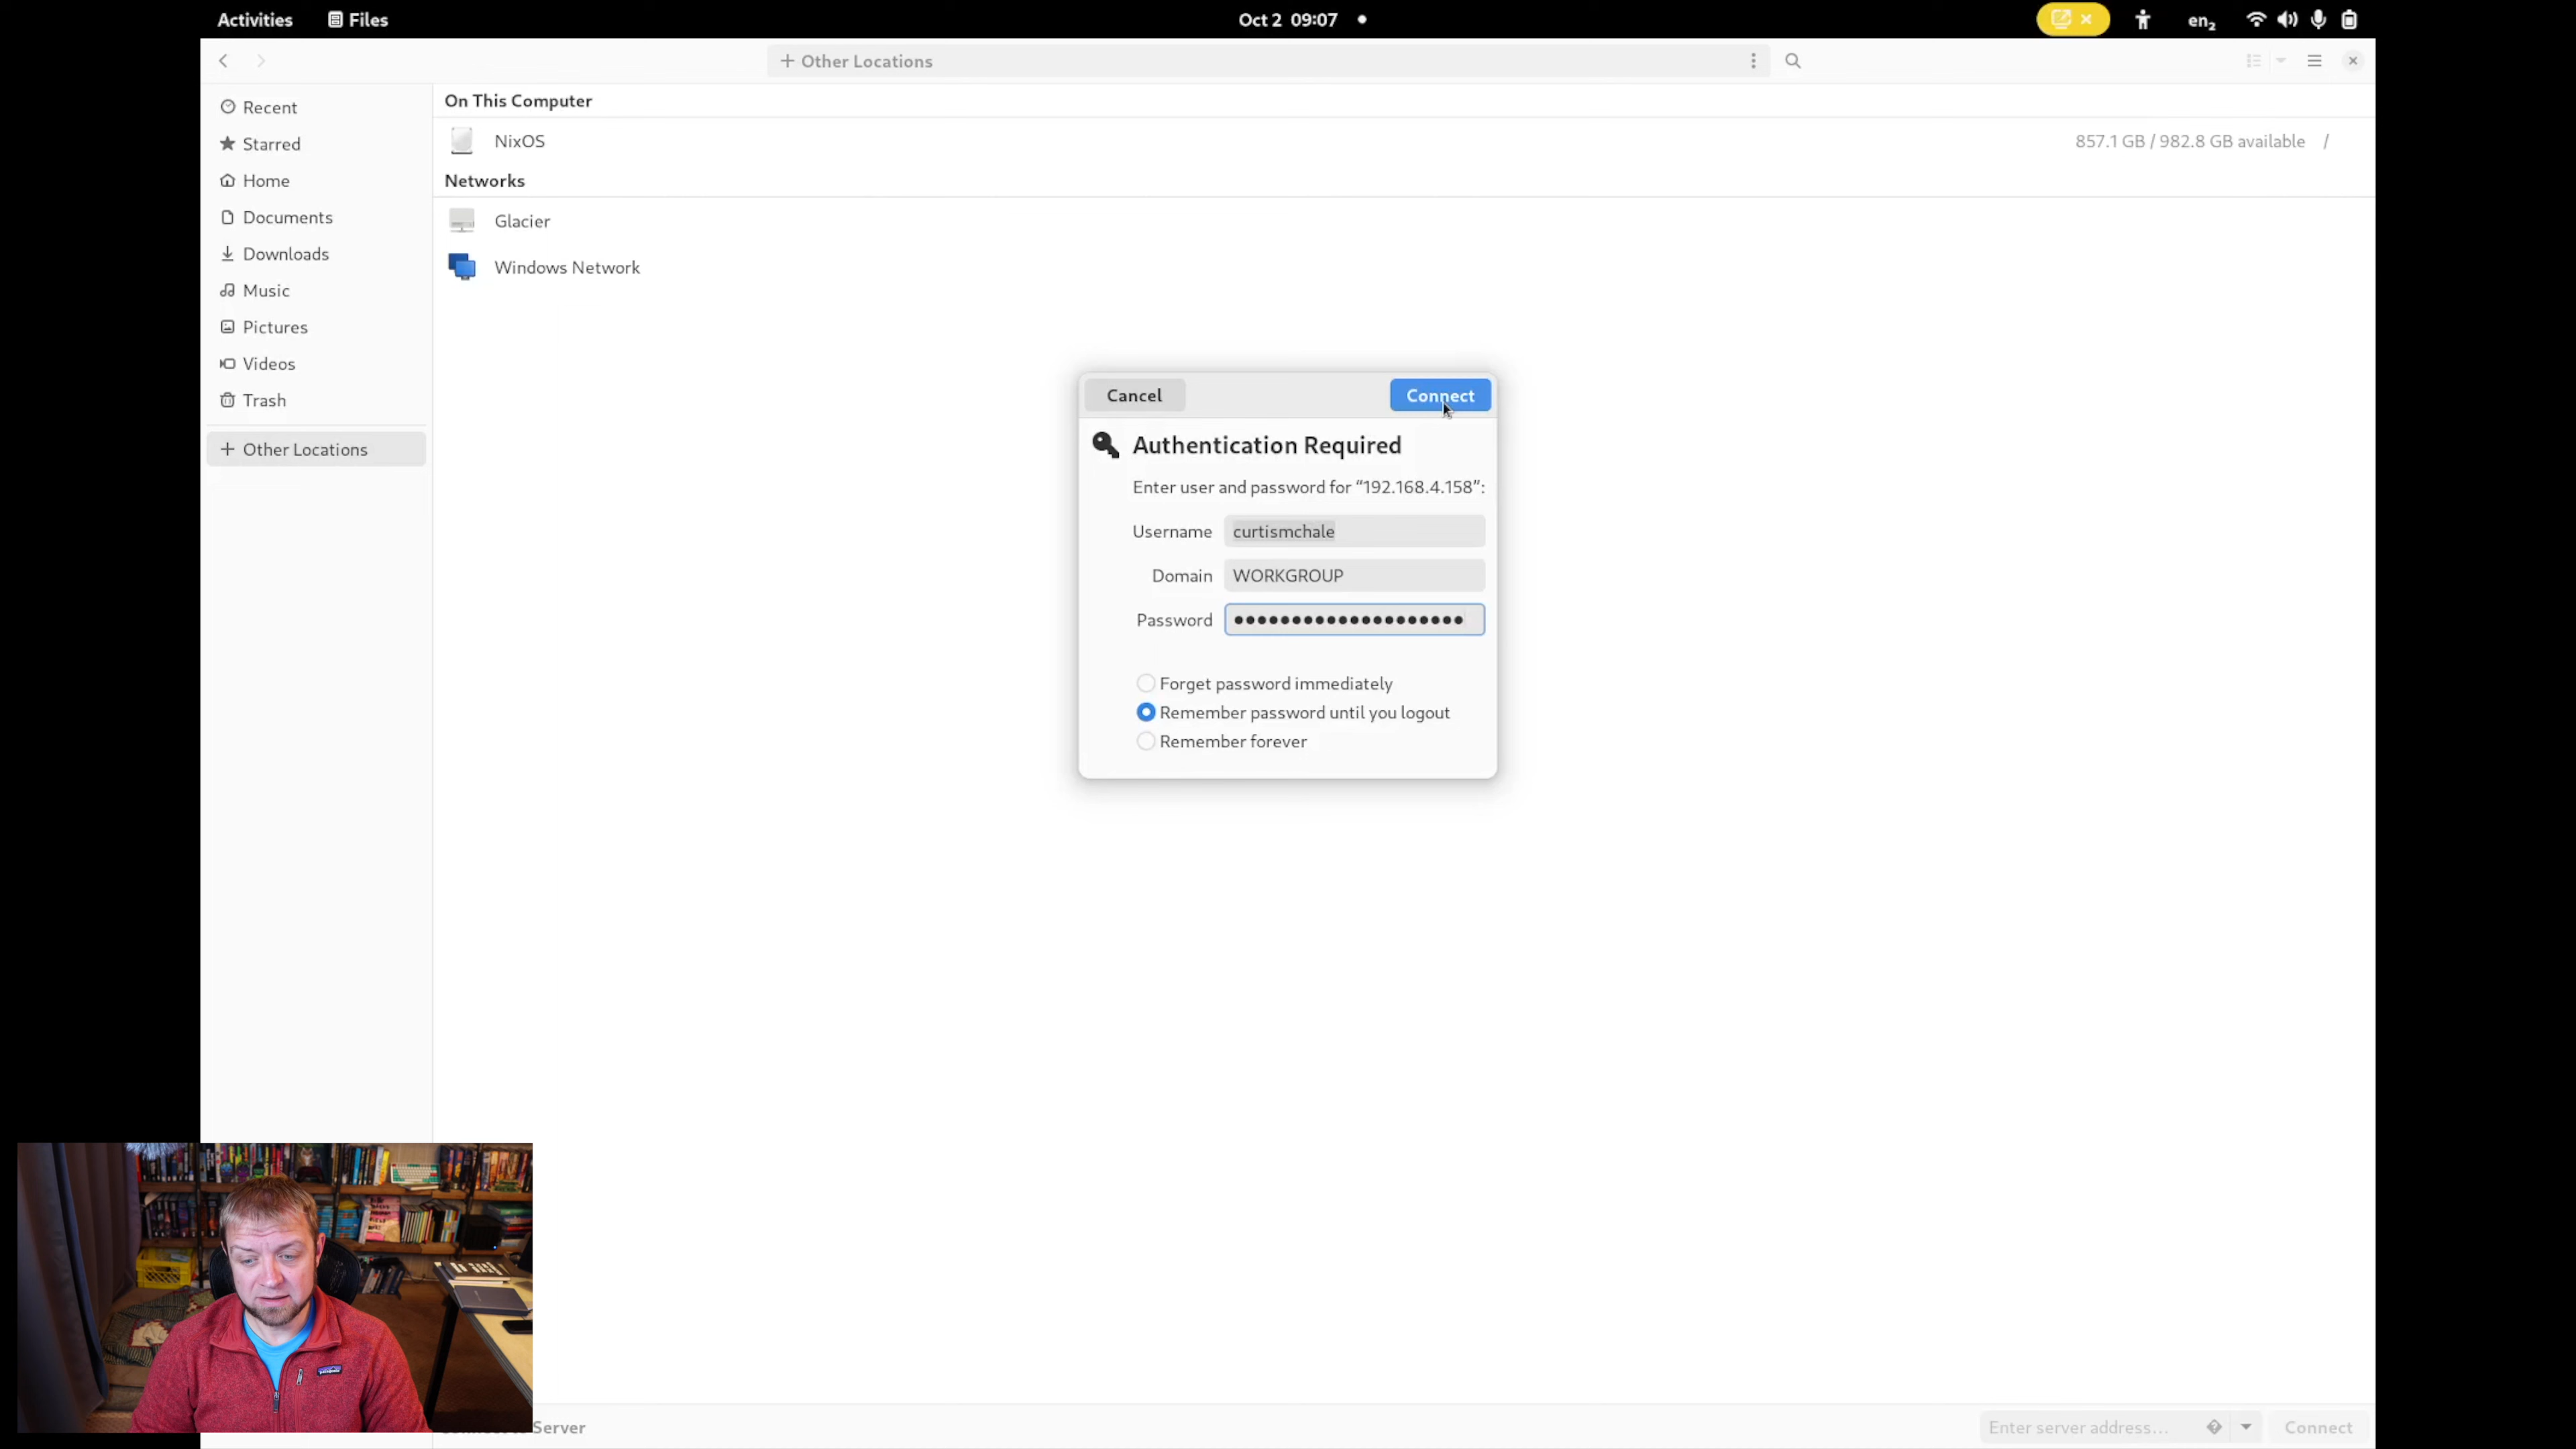 Activities Files Oct 2 09:07 en₂
+ Other Locations
Recent
Starred
Home
Documents
Downloads
Music
Pictures
Videos
Trash
+ Other Locations
On This Computer
NixOS 857.1 GB / 982.8 GB available /
Networks
Glacier
Windows Network
Cancel Connect
Authentication Required
Enter user and password for “192.168.4.158”:
Username curtismchale
Domain WORKGROUP
Password ●●●●●●●●●●●●●●●●●●●●
Forget password immediately
Remember password until you logout
Remember forever
Server Enter server address... Connect